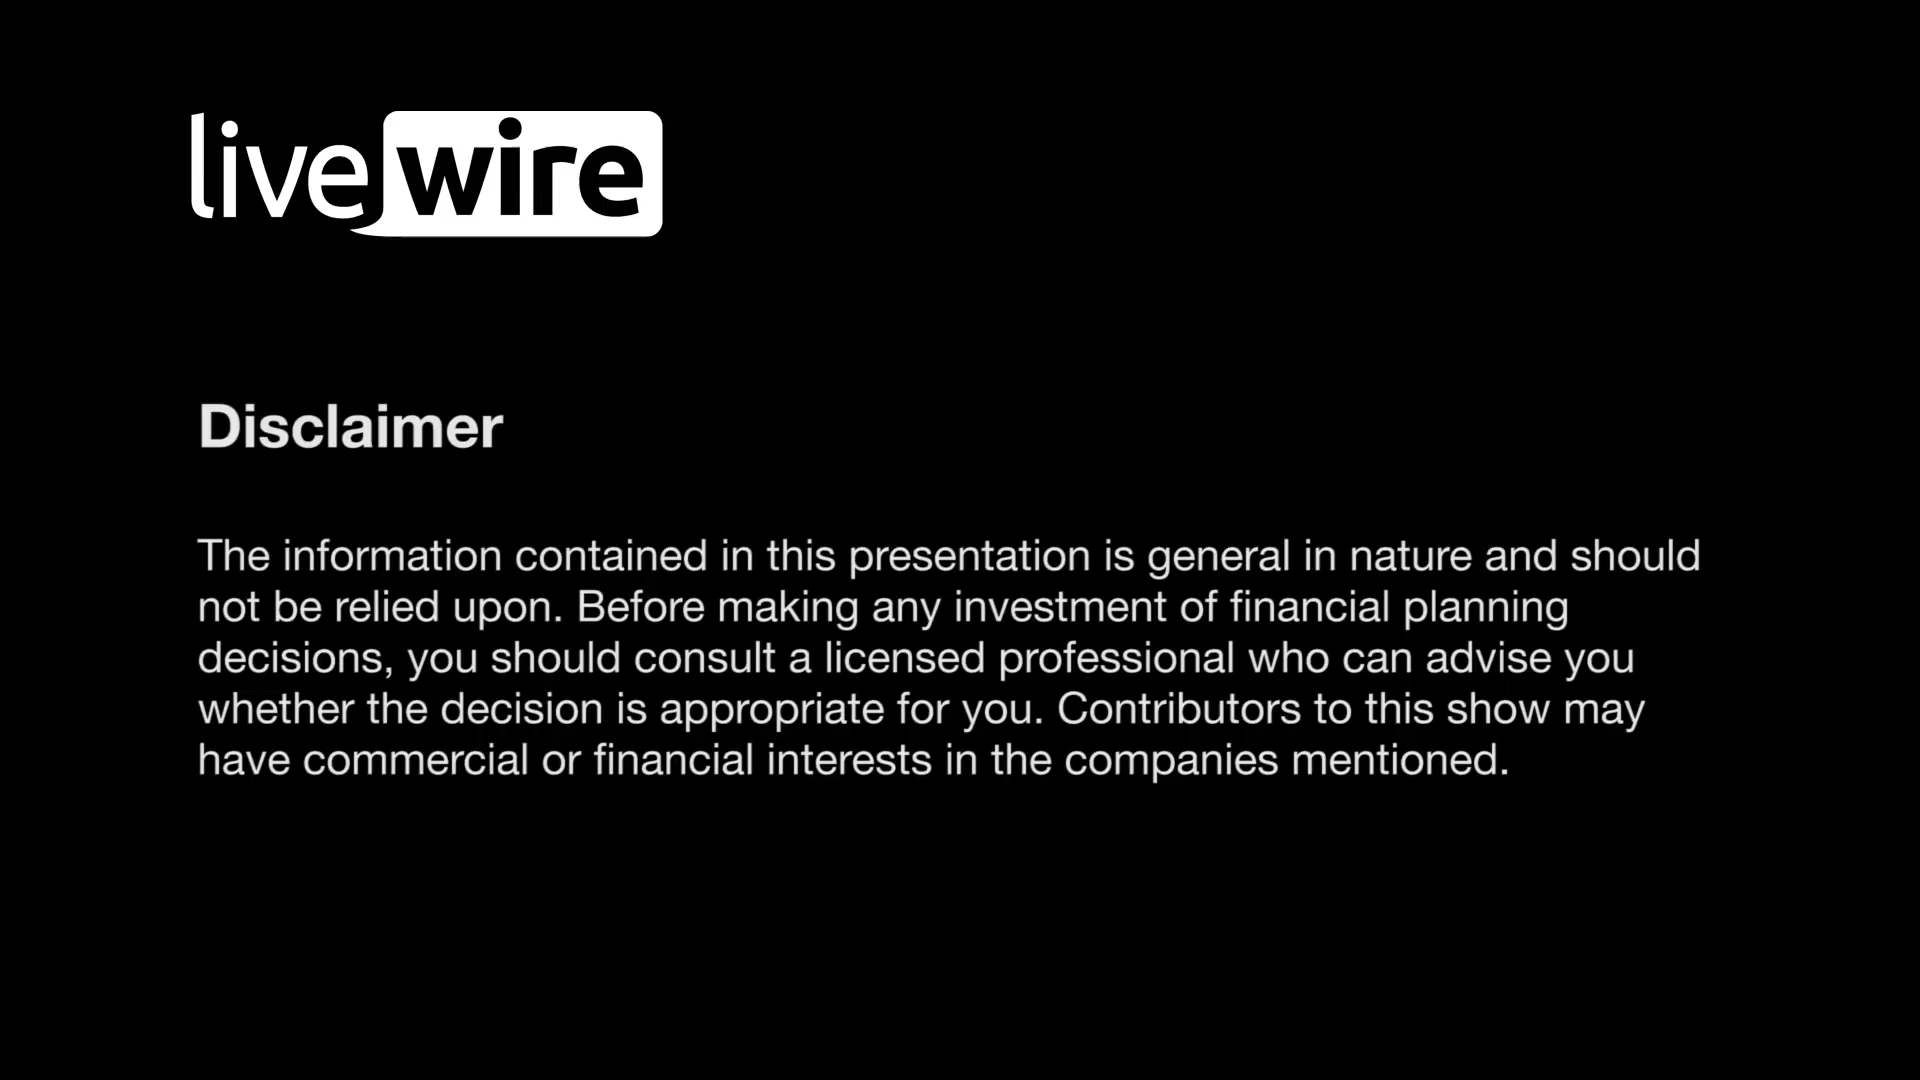 livewire
Disclaimer
The information contained in this presentation is general in nature and should
not be relied upon. Before making any investment of financial planning
decisions, you should consult a licensed professional who can advise you
whether the decision is appropriate for you. Contributors to this show may
have commercial or financial interests in the companies mentioned.